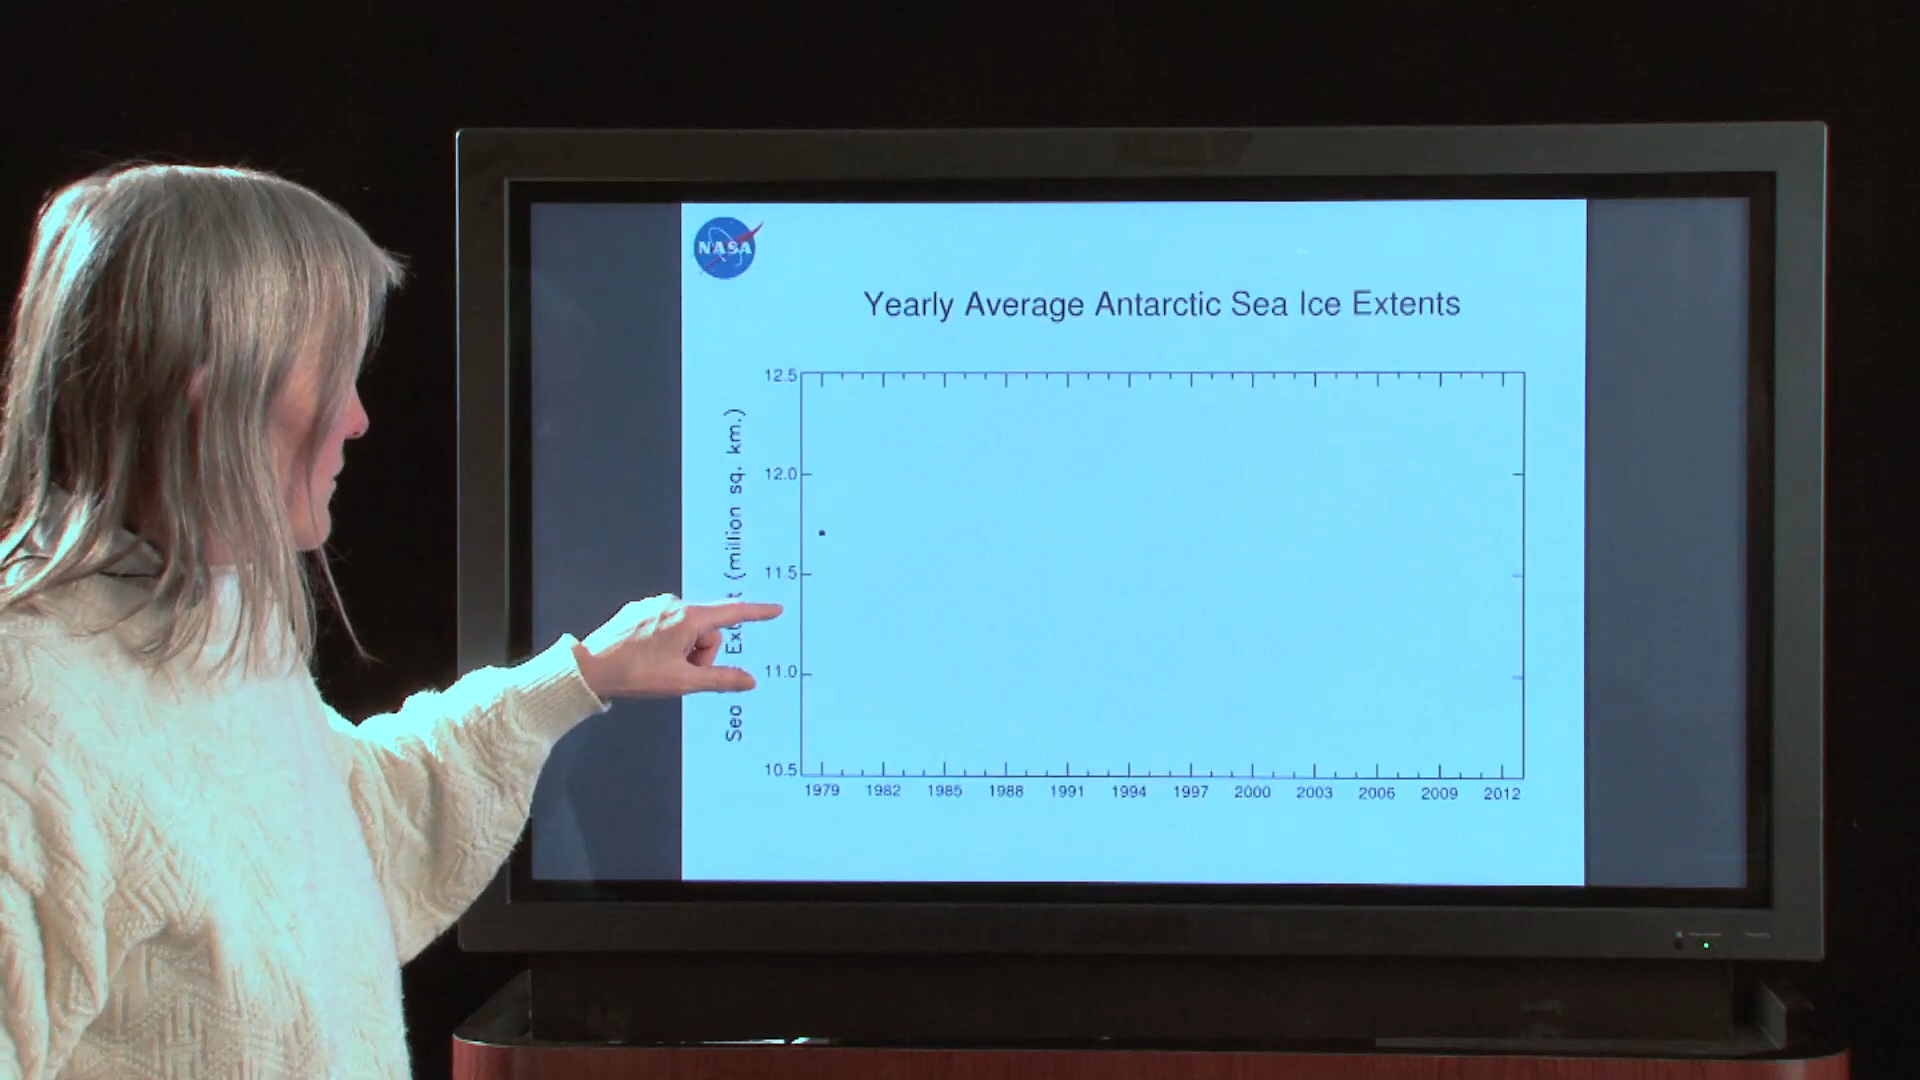 NASA
Yearly Average Antarctic Sea Ice Extents
12.5
12.0
11.5
11.0
10.5
(million sq. km.)
1979 1982 1985 1988 1991 1994 1997 2000 2003 2006 2009 2012